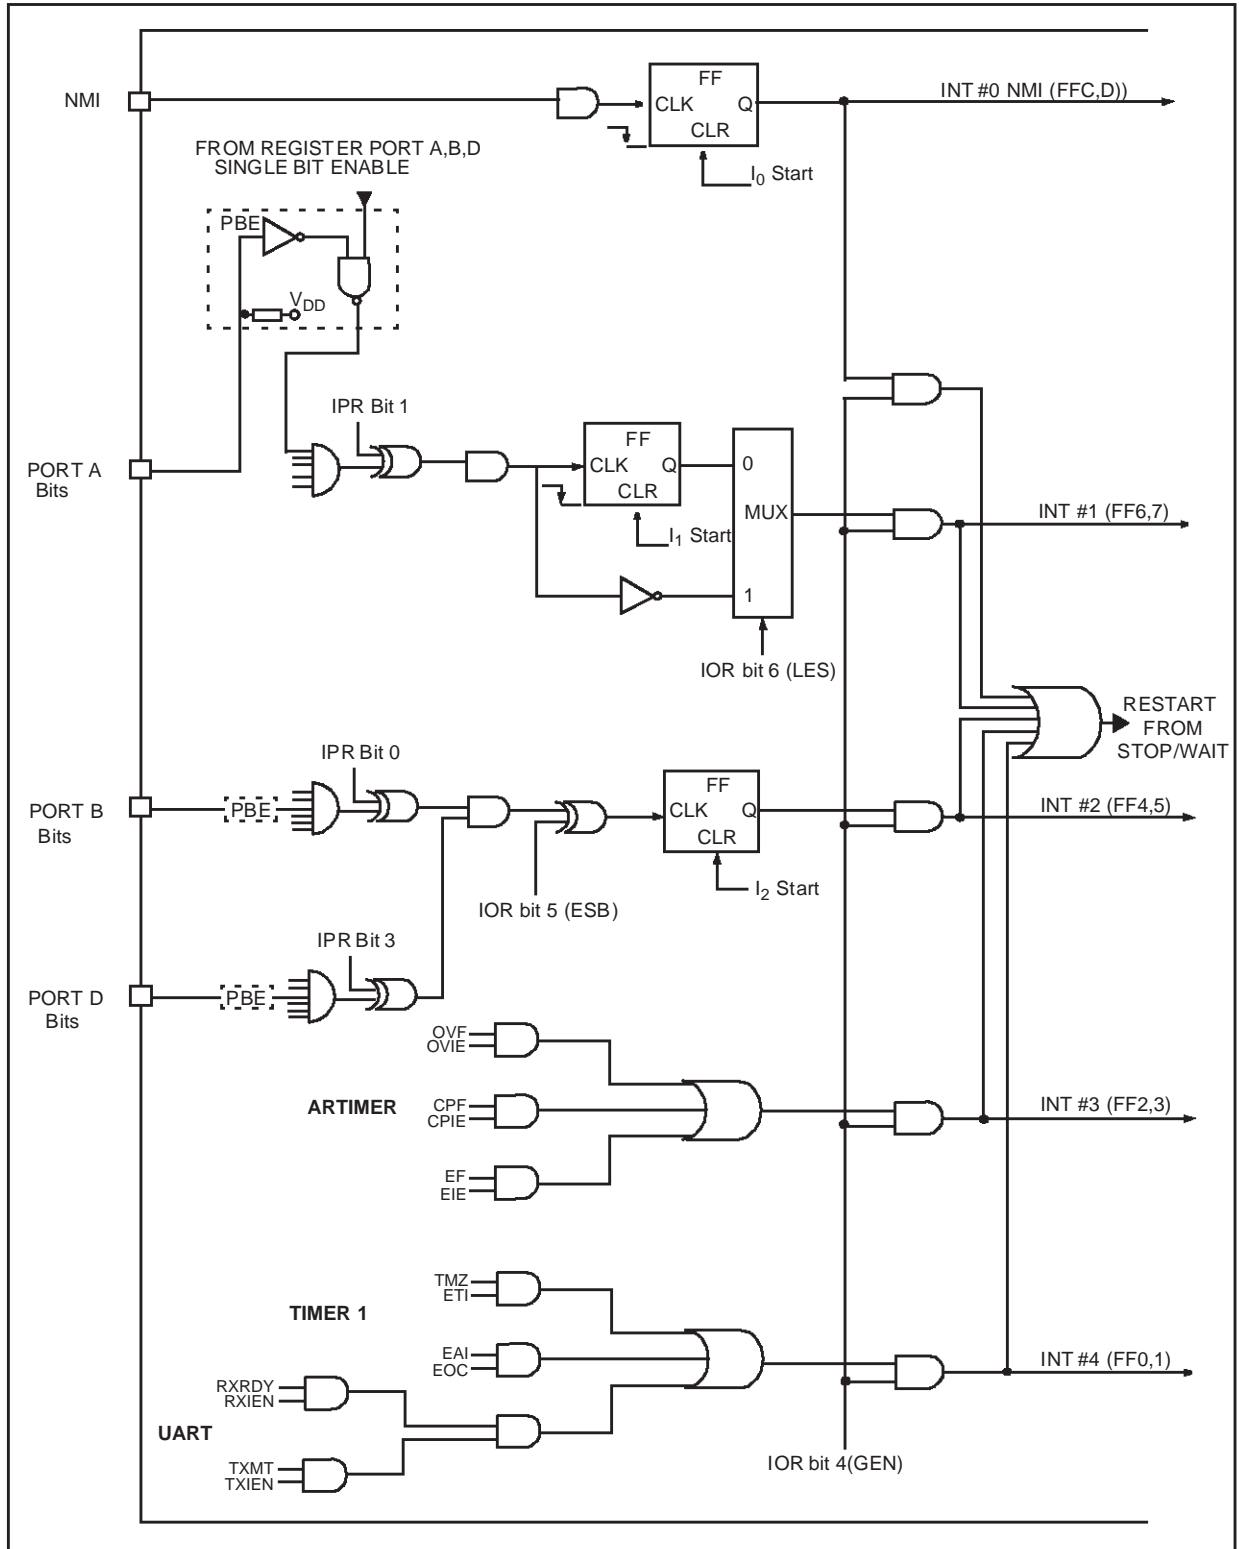 NMI
FF
CLK
Q
CLR
INT #0 NMI (FFC,D))
I0 Start
FROM REGISTER PORT A,B,D
SINGLE BIT ENABLE
PBE
VDD
IPR Bit 1
PORT A
Bits
FF
CLK
Q
CLR
I1 Start
0
MUX
1
INT #1 (FF6,7)
IOR bit 6 (LES)
RESTART
FROM
STOP/WAIT
IPR Bit 0
PORT B
Bits
PBE
FF
CLK
Q
CLR
INT #2 (FF4,5)
I2 Start
IOR bit 5 (ESB)
IPR Bit 3
PORT D
Bits
PBE
OVF
OVIE
ARTIMER
CPF
CPIE
INT #3 (FF2,3)
EF
EIE
TMZ
ETI
TIMER 1
EAI
EOC
INT #4 (FF0,1)
RXRDY
RXIEN
UART
TXMT
TXIEN
IOR bit 4(GEN)